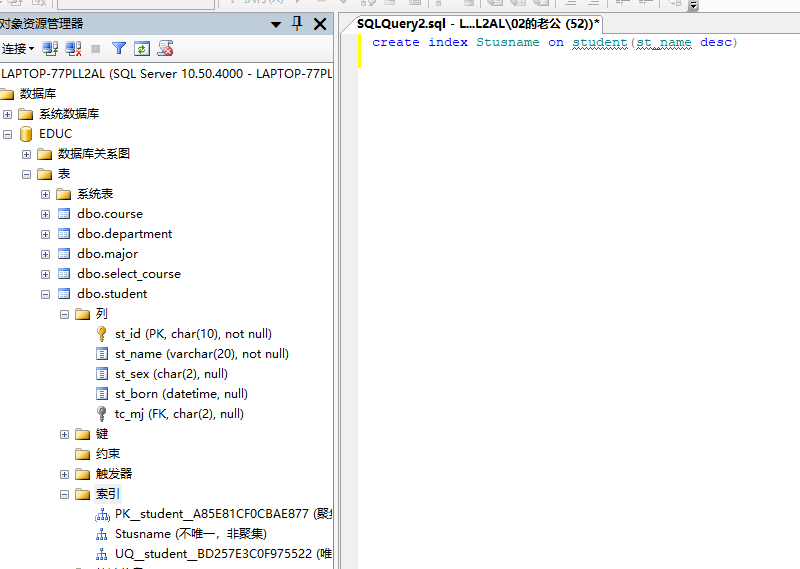 对象资源管理器
连接
LAPTOP-77PLL2AL (SQL Server 10.50.4000 - LAPTOP-77PL
数据库
系统数据库
EDUC
数据库关系图
表
系统表
dbo.course
dbo.department
dbo.major
dbo.select_course
dbo.student
列
st_id (PK, char(10), not null)
st_name (varchar(20), not null)
st_sex (char(2), null)
st_born (datetime, null)
tc_mj (FK, char(2), null)
键
约束
触发器
索引
PK__student__A85E81CF0CBAE877 (聚
Stusname (不唯一，非聚集)
UQ__student__BD257E3C0F975522 (唯
SQLQuery2.sql - L...L2AL\02的老公 (52))*
create index Stusname on student(st_name desc)